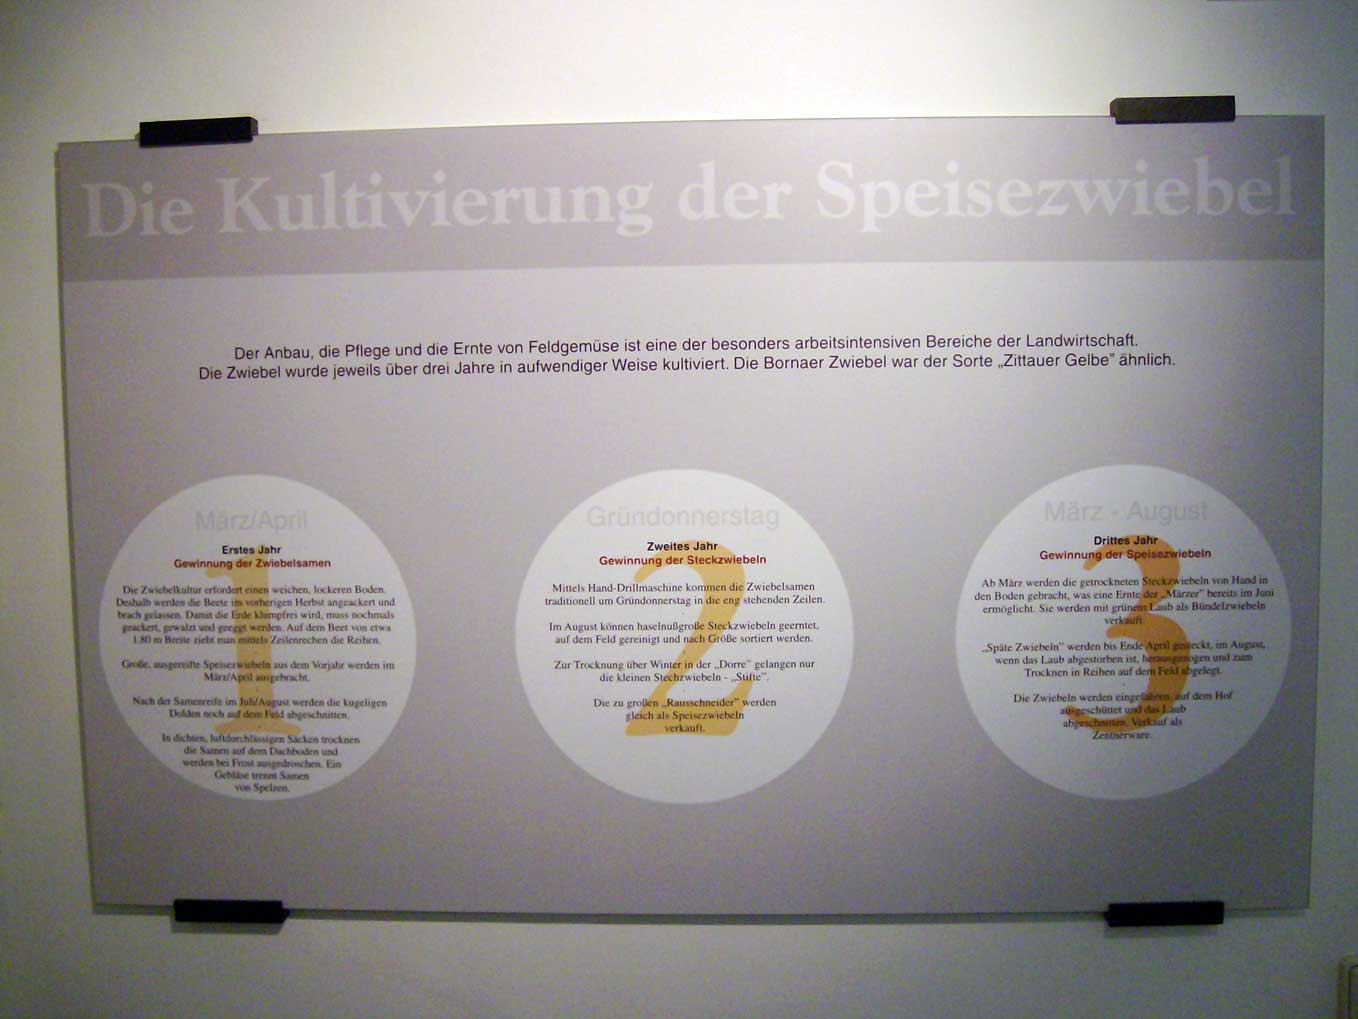 Die Kultivierung der Speisezwiebel
Der Anbau, die Pflege und die Ernte von Feldgemüse ist eine der besonders arbeitsintensiven Bereiche der Landwirtschaft.
Die Zwiebel wurde jeweils über drei Jahre in aufwendiger Weise kultiviert. Die Bornaer Zwiebel war der Sorte „Zittauer Gelbe" ähnlich.
März/April
1
Erstes Jahr
Gewinnung der Zwiebelsamen
Die Zwiebelkultur erfordert einen weichen, lockeren Boden.
Deshalb werden die Beete im vorherigen Herbst angeackert und
brach gelassen. Damit die Erde klumpfrei wird, muss nochmals
geackert, gewalzt und geeggt werden. Auf dem Beet von etwa
1.80 m Breite zieht man mittels Zeilenrechen die Reihen.
Große, ausgereifte Speisezwiebeln aus dem Vorjahr werden im
März/April ausgebracht.
Nach der Samenreife im Juli/August werden die kugeligen
Dolden noch auf dem Feld abgeschnitten.
In dichten, luftdurchlässigen Säcken trocknen
die Samen auf dem Dachboden und
werden bei Frost ausgedroschen. Ein
Gebläse trennt Samen
von Spelzen.
Gründonnerstag
2
Zweites Jahr
Gewinnung der Steckzwiebeln
Mittels Hand-Drillmaschine kommen die Zwiebelsamen
traditionell um Gründonnerstag in die eng stehenden Zeilen.
Im August können haselnußgroße Steckzwiebeln geerntet,
auf dem Feld gereinigt und nach Größe sortiert werden.
Zur Trocknung über Winter in der „Dorre" gelangen nur
die kleinen Stechzwiebeln - „Stifte".
Die zu großen „Rausschneider" werden
gleich als Speisezwiebeln
verkauft.
März - August
3
Drittes Jahr
Gewinnung der Speisezwiebeln
Ab März werden die getrockneten Steckzwiebeln von Hand in
den Boden gebracht, was eine Ernte der „Märzer" bereits im Juni
ermöglicht. Sie werden mit grünem Laub als Bündelzwiebeln
verkauft.
„Späte Zwiebeln" werden bis Ende April gesteckt, im August,
wenn das Laub abgestorben ist, herausgezogen und zum
Trocknen in Reihen auf dem Feld abgelegt.
Die Zwiebeln werden eingefahren, auf dem Hof
ausgeschüttet und das Laub
abgeschnitten. Verkauf als
Zentnerware.